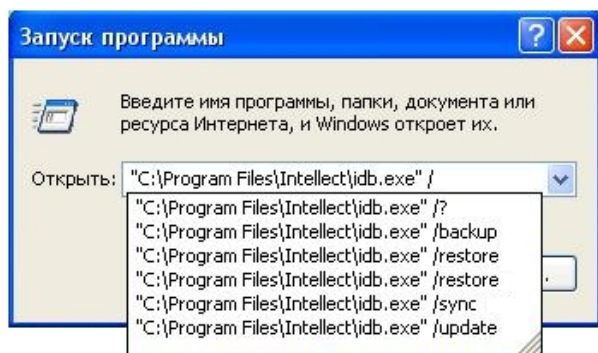 Запуск программы
Введите имя программы, папки, документа или
ресурса Интернета, и Windows откроет их.
Открыть: "C:\Program Files\Intellect\idb.exe" /
"C:\Program Files\Intellect\idb.exe" /?
"C:\Program Files\Intellect\idb.exe" /backup
"C:\Program Files\Intellect\idb.exe" /restore
"C:\Program Files\Intellect\idb.exe" /restore
"C:\Program Files\Intellect\idb.exe" /sync
"C:\Program Files\Intellect\idb.exe" /update